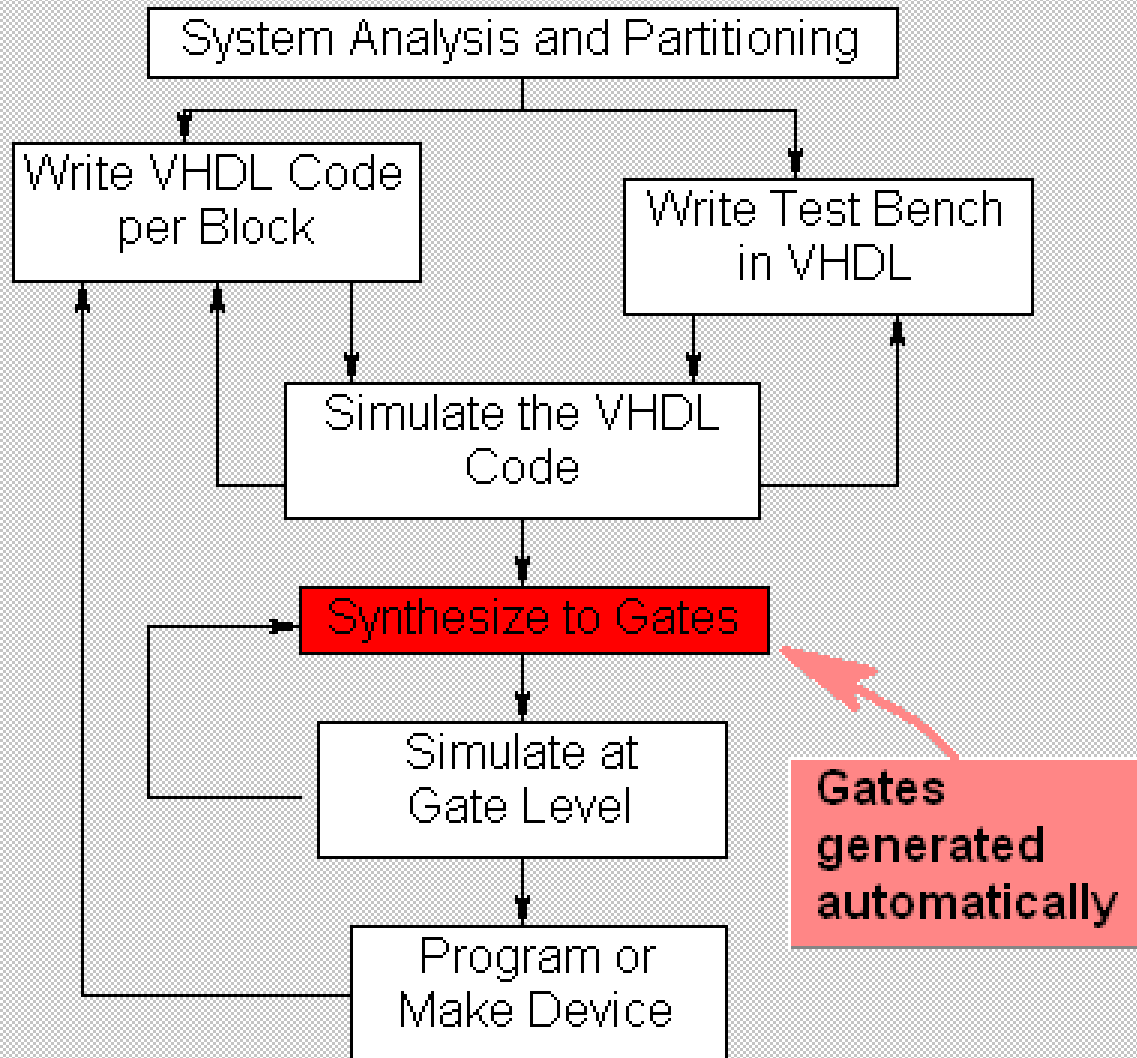 System Analysis and Partitioning
Write VHDL Code
per Block
Write Test Bench
in VHDL
Simulate the VHDL
Code
Synthesize to Gates
Simulate at
Gate Level
Gates
generated
automatically
Program or
Make Device